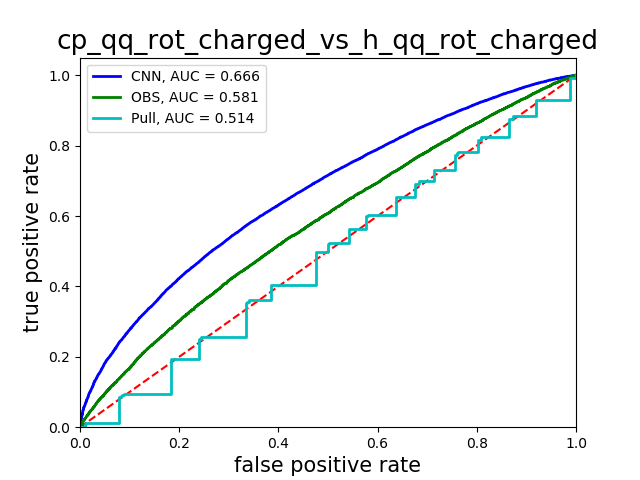 cp_qq_rot_charged_vs_h_qq_rot_charged
CNN, AUC = 0.666
OBS, AUC = 0.581
Pull, AUC = 0.514
true positive rate
1.0
0.8
0.6
0.4
0.2
0.0
0.0 0.2 0.4 0.6 0.8 1.0
false positive rate